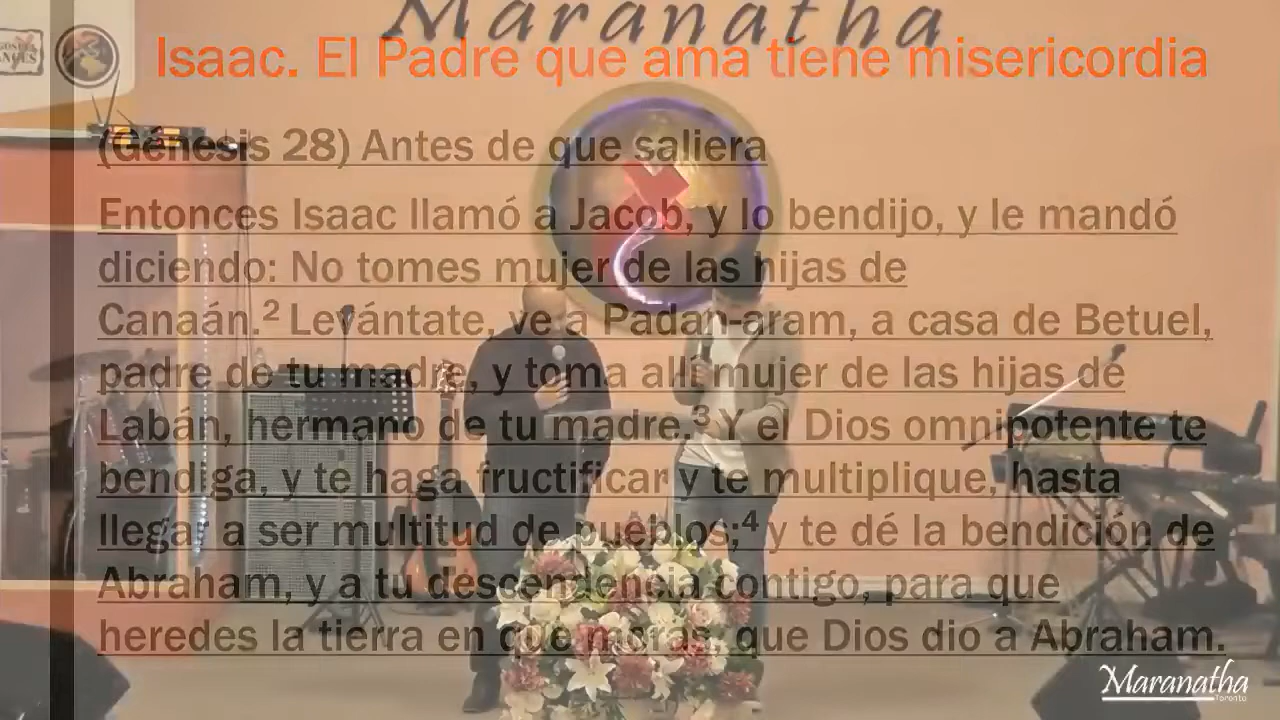 Maranatha
Isaac. El Padre que ama tiene misericordia
(Génesis 28) Antes de que saliera
Entonces Isaac llamó a Jacob, y lo bendijo, y le mandó
diciendo: No tomes mujer de las hijas de
Canaán.² Levántate, ve a Padan-aram, a casa de Betuel,
padre de tu madre, y toma allí mujer de las hijas de
Labán, hermano de tu madre.³ Y el Dios omnipotente te
bendiga, y te haga fructificar y te multiplique, hasta
llegar a ser multitud de pueblos;⁴ y te dé la bendición de
Abraham, y a tu descendencia contigo, para que
heredes la tierra en que moras, que Dios dio a Abraham.
Maranatha
Toronto